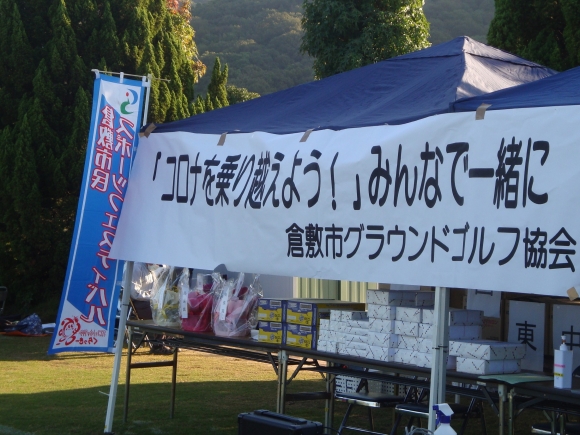 「コロナを乗り越えよう！」みんなで一緒に
倉敷市グラウンドゴルフ協会
倉敷市民
スポーツフェスティバル
東
中